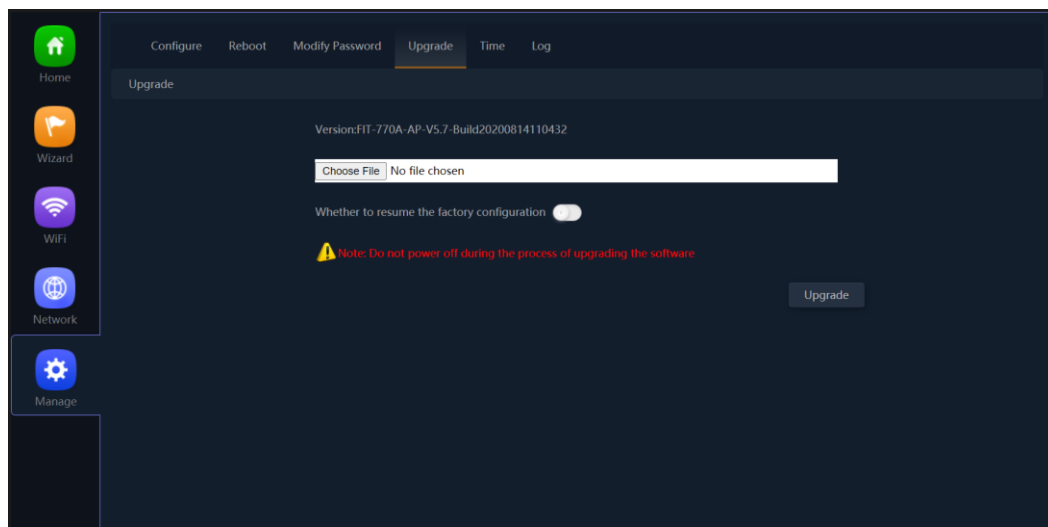 Home
Wizard
WiFi
Network
Manage
Configure Reboot Modify Password Upgrade Time Log
Upgrade
Version:FIT-770A-AP-V5.7-Build20200814110432
Choose File No file chosen
Whether to resume the factory configuration
Note: Do not power off during the process of upgrading the software
Upgrade